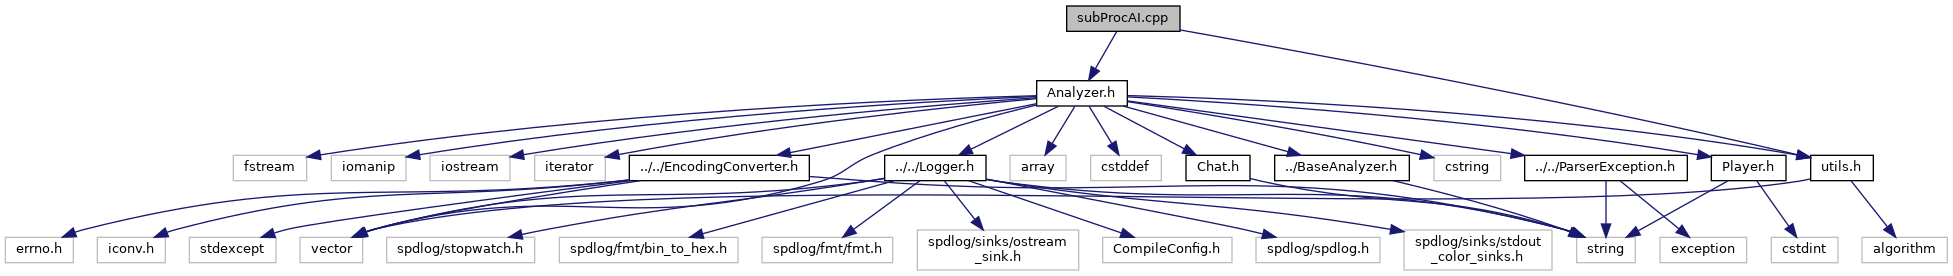 subProcAI.cpp
Analyzer.h
fstream
iomanip
iostream
iterator
../../EncodingConverter.h
../../Logger.h
array
cstddef
Chat.h
../BaseAnalyzer.h
cstring
../../ParserException.h
Player.h
utils.h
errno.h
iconv.h
stdexcept
vector
spdlog/stopwatch.h
spdlog/fmt/bin_to_hex.h
spdlog/fmt/fmt.h
spdlog/sinks/ostream
_sink.h
CompileConfig.h
spdlog/spdlog.h
spdlog/sinks/stdout
_color_sinks.h
string
exception
cstdint
algorithm